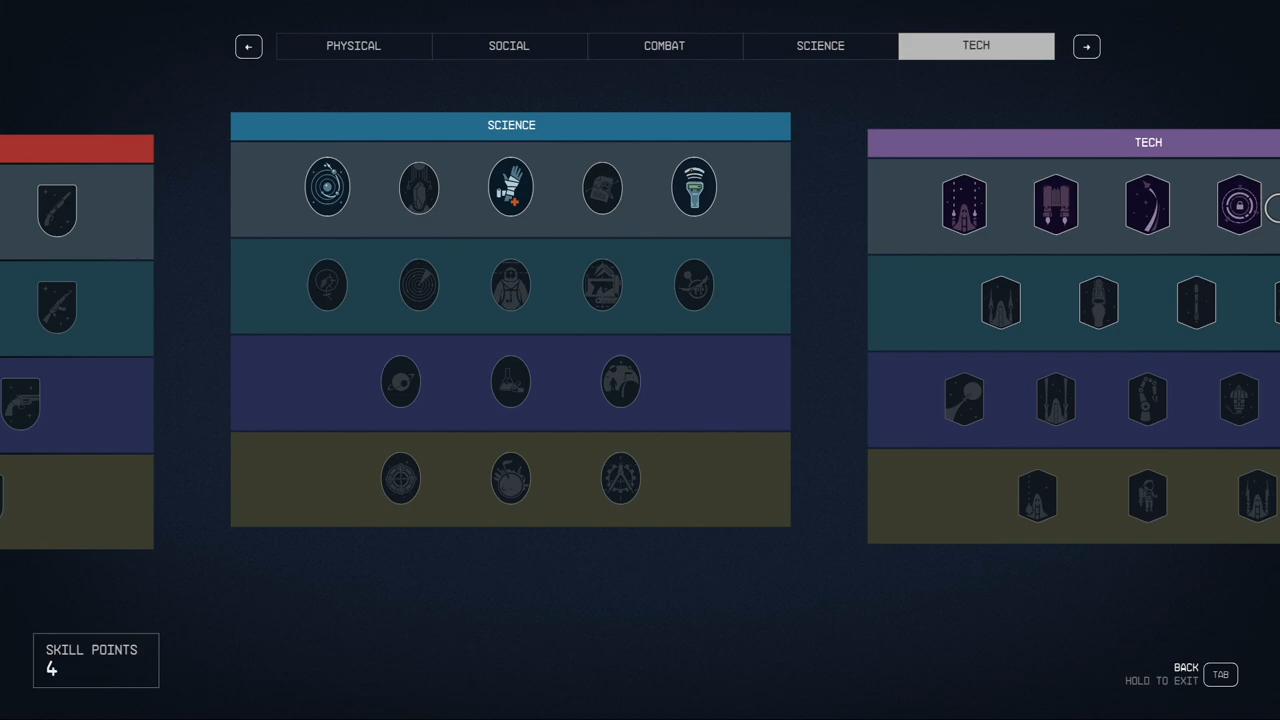 PHYSICAL
SOCIAL
COMBAT
SCIENCE
TECH
SCIENCE
TECH
SKILL POINTS
4
BACK
HOLD TO EXIT
TAB